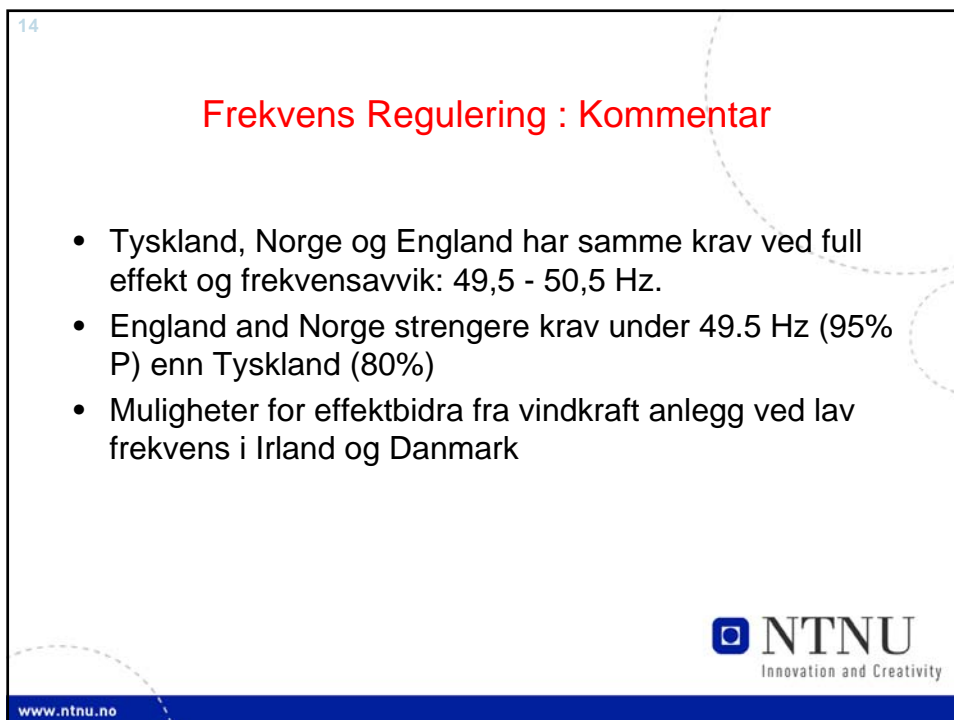 14
Frekvens Regulering : Kommentar
• Tyskland, Norge og England har samme krav ved full
effekt og frekvensavvik: 49,5 - 50,5 Hz.
• England and Norge strengere krav under 49.5 Hz (95%
P) enn Tyskland (80%)
• Muligheter for effektbidra fra vindkraft anlegg ved lav
frekvens i Irland og Danmark
NTNU
Innovation and Creativity
www.ntnu.no